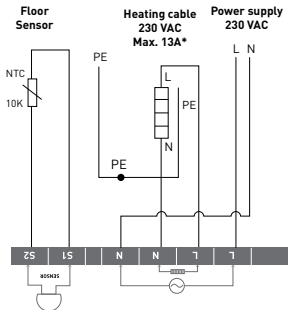 Floor
Sensor
Heating cable
230 VAC
Max. 13A*
Power supply
230 VAC
L N
PE
L
NTC
10K
PE
N
PE
S2 S1 N N L L
SENSOR